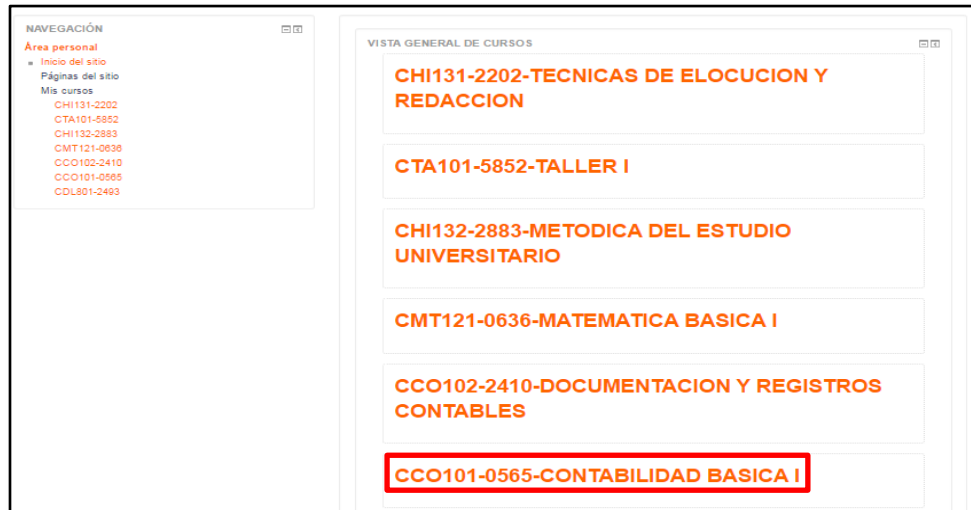 NAVEGACIÓN
Área personal
Inicio del sitio
Páginas del sitio
Mis cursos
CHI131-2202
CTA101-5852
CHI132-2883
CMT121-0636
CCO102-2410
CCO101-0565
CDL801-2493
VISTA GENERAL DE CURSOS
CHI131-2202-TECNICAS DE ELOCUCION Y
REDACCION
CTA101-5852-TALLER I
CHI132-2883-METODICA DEL ESTUDIO
UNIVERSITARIO
CMT121-0636-MATEMATICA BASICA I
CCO102-2410-DOCUMENTACION Y REGISTROS
CONTABLES
CCO101-0565-CONTABILIDAD BASICA I